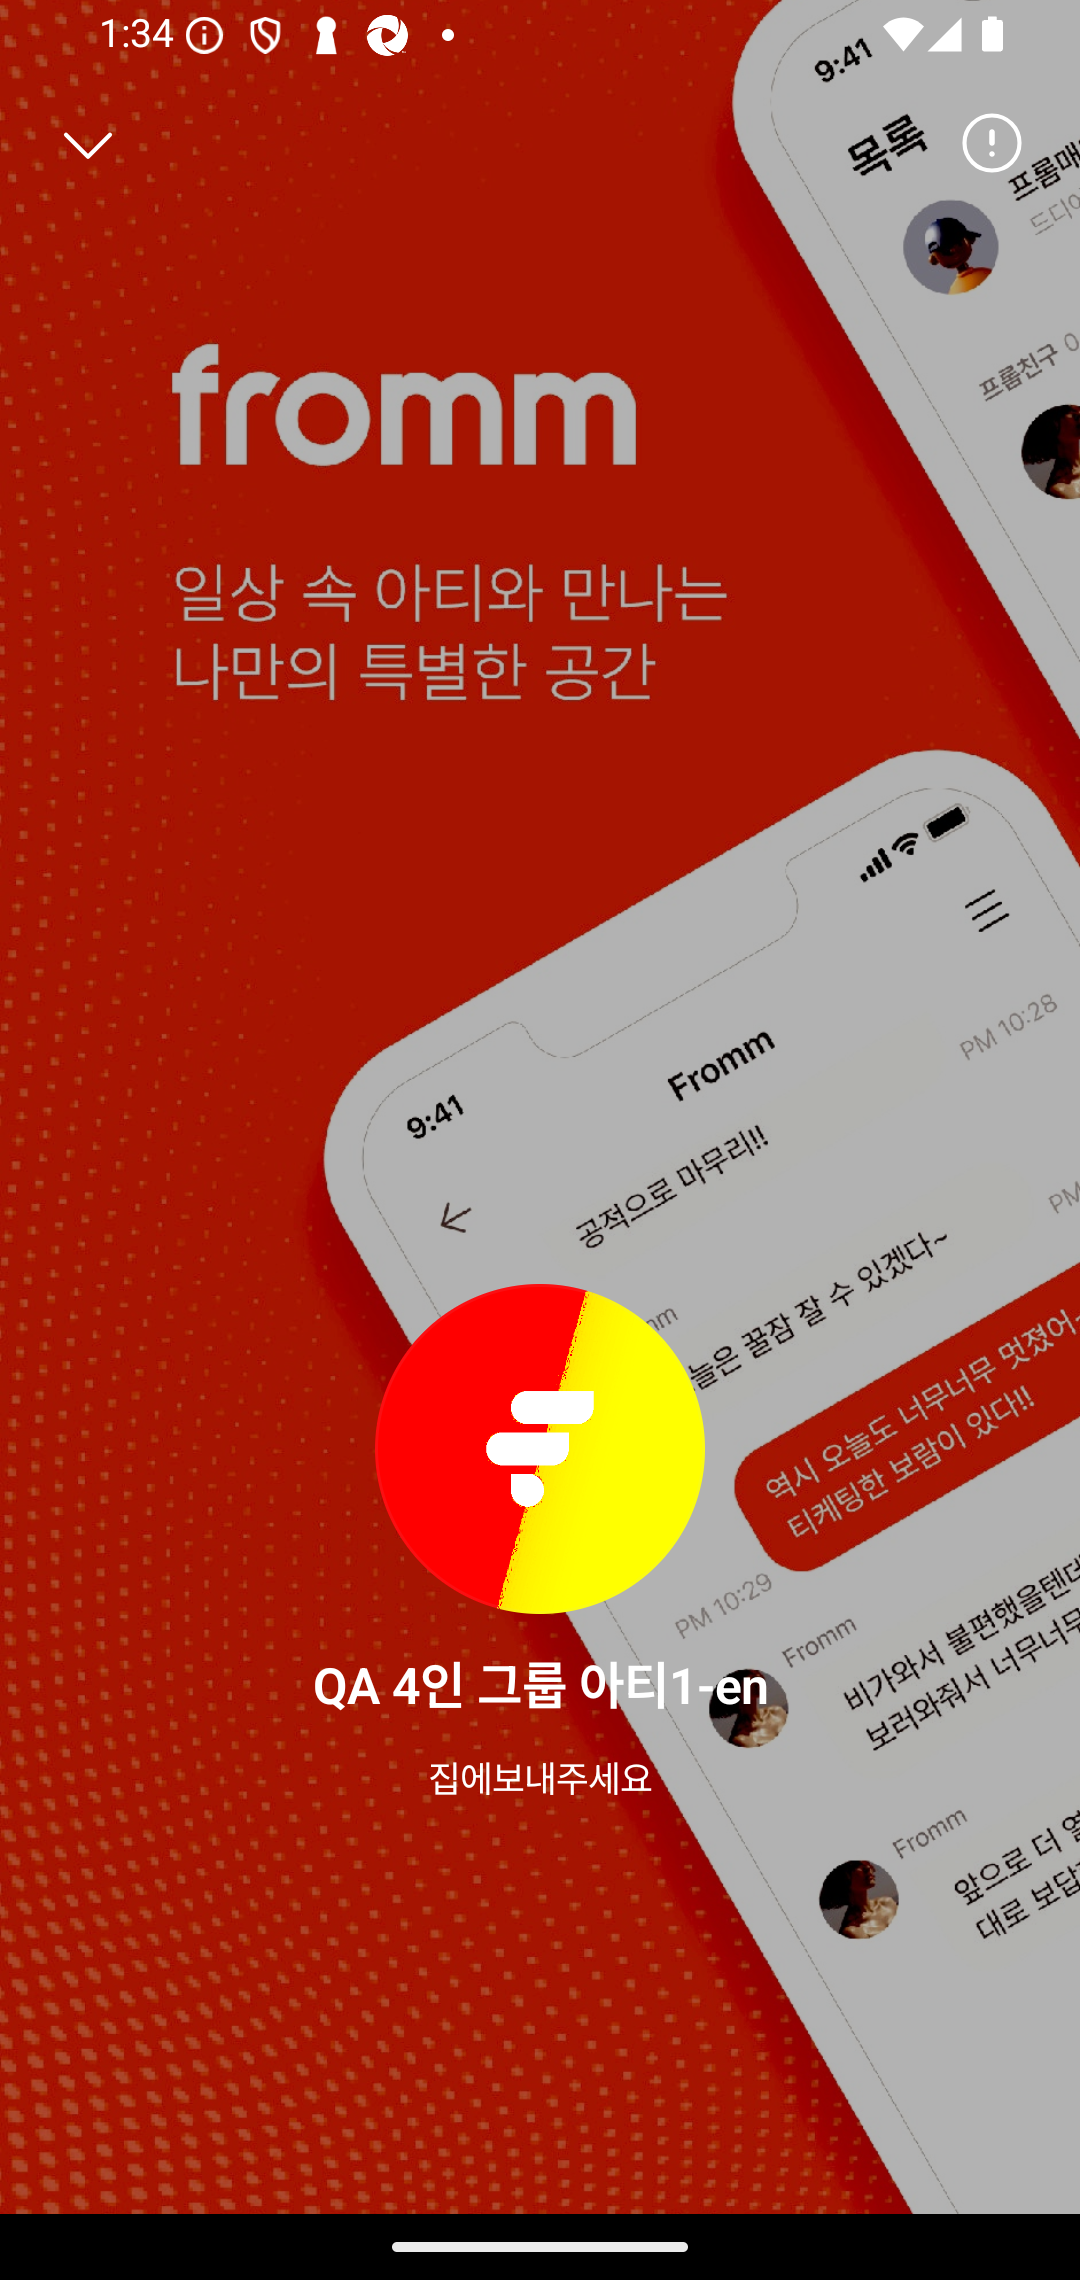 1:34
9:41
목록
프롬매
드디어
프롬친구
fromm
일상 속 아티와 만나는
나만의 특별한 공간
9:41
Fromm
PM 10:28
공적으로 마무리!!
PM
늘은 꿀잠 잘 수 있겠다~
역시 오늘도 너무너무 멋졌어~
티케팅한 보람이 있다!!
PM 10:29
Fromm
비가와서 불편했을텐데
보러와줘서 너무너무
QA 4인 그룹 아티1-en
집에보내주세요
Fromm
앞으로 더 열
대로 보답